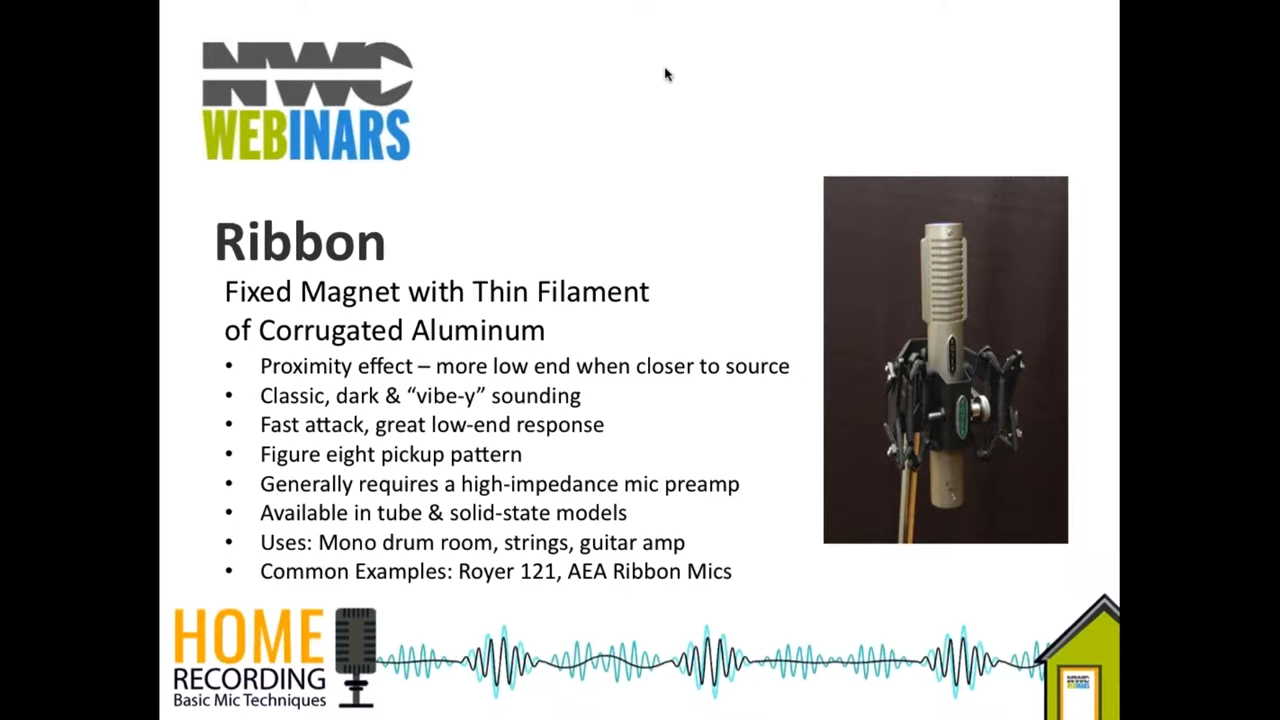 NWC
WEBINARS
Ribbon
Fixed Magnet with Thin Filament
of Corrugated Aluminum
• Proximity effect – more low end when closer to source
• Classic, dark & “vibe-y” sounding
• Fast attack, great low-end response
• Figure eight pickup pattern
• Generally requires a high-impedance mic preamp
• Available in tube & solid-state models
• Uses: Mono drum room, strings, guitar amp
• Common Examples: Royer 121, AEA Ribbon Mics
HOME
RECORDING
Basic Mic Techniques
NWC
WEBINARS